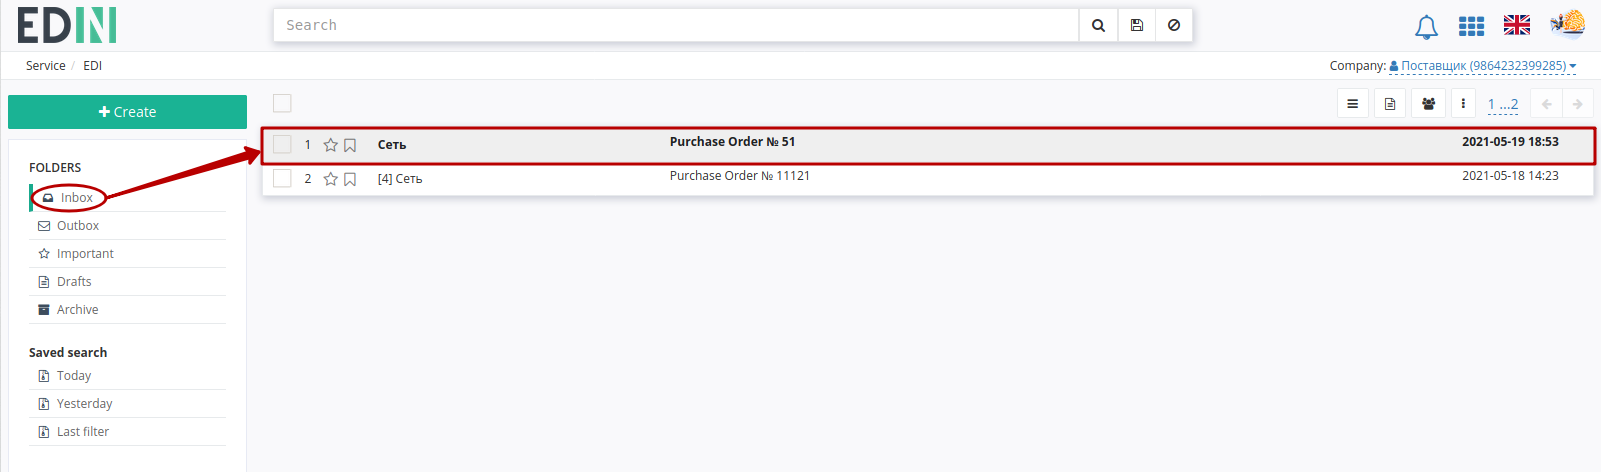 EDIN
Search
Service / EDI
Company: Поставщик (9864232399285)
+ Create
1 ...2
FOLDERS
Inbox
Outbox
Important
Drafts
Archive
Saved search
Today
Yesterday
Last filter
1 Сеть Purchase Order № 51 2021-05-19 18:53
2 [4] Сеть Purchase Order № 11121 2021-05-18 14:23